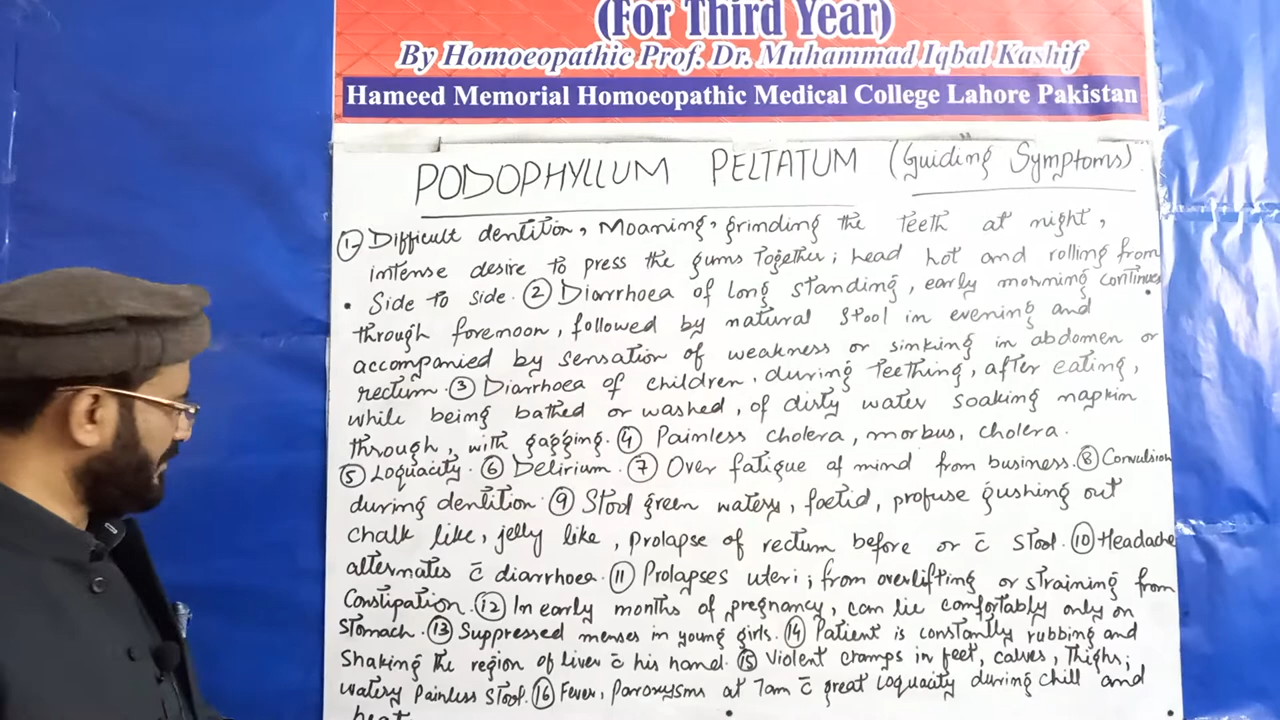 (For Third Year)
By Homoeopathic Prof. Dr. Muhammad Iqbal Kashif
Hameed Memorial Homoeopathic Medical College Lahore Pakistan
PODOPHYLLUM PELTATUM (Guiding Symptoms)
① Difficult dentition, Moaning, grinding the Teeth at night,
intense desire to press the gums together; head hot and rolling from
Side to side. ② Diarrhoea of long standing, early morning continues
through forenoon, followed by natural stool in evening and
accompanied by sensation of weakness or sinking in abdomen or
rectum. ③ Diarrhoea of children, during Teething, after eating,
while being bathed or washed, of dirty water soaking napkin
through, with gagging. ④ Painless cholera, morbus, cholera.
⑤ Loquacity. ⑥ Delirium. ⑦ Over fatigue of mind from business. ⑧ Convulsion
during dentition. ⑨ Stool green watery, foetid, profuse gushing out
chalk like, jelly like, prolapse of rectum before or c̄ stool. ⑩ Headache
alternates c̄ diarrhoea. ⑪ Prolapses uteri; from overlifting or straining from
Constipation. ⑫ In early months of pregnancy, can lie comfortably only on
Stomach. ⑬ Suppressed menses in young girls. ⑭ Patient is constantly rubbing and
Shaking the region of liver c̄ his hand. ⑮ Violent cramps in feet, calves, Thighs;
watery Painless stool. ⑯ Fever, Paroxysms at 7am c̄ great loquacity during chill and
heat